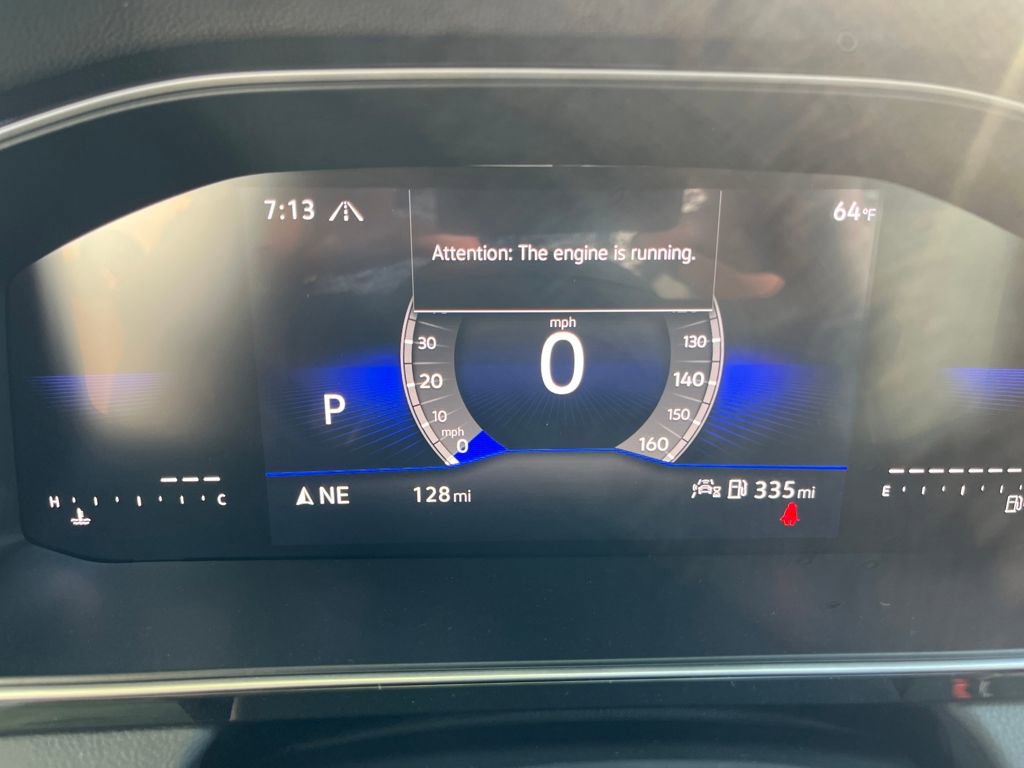 7:13
64°F
Attention: The engine is running.
mph
0
30
20
10
mph
0
130
140
150
160
P
H
C
NE
128 mi
335 mi
E